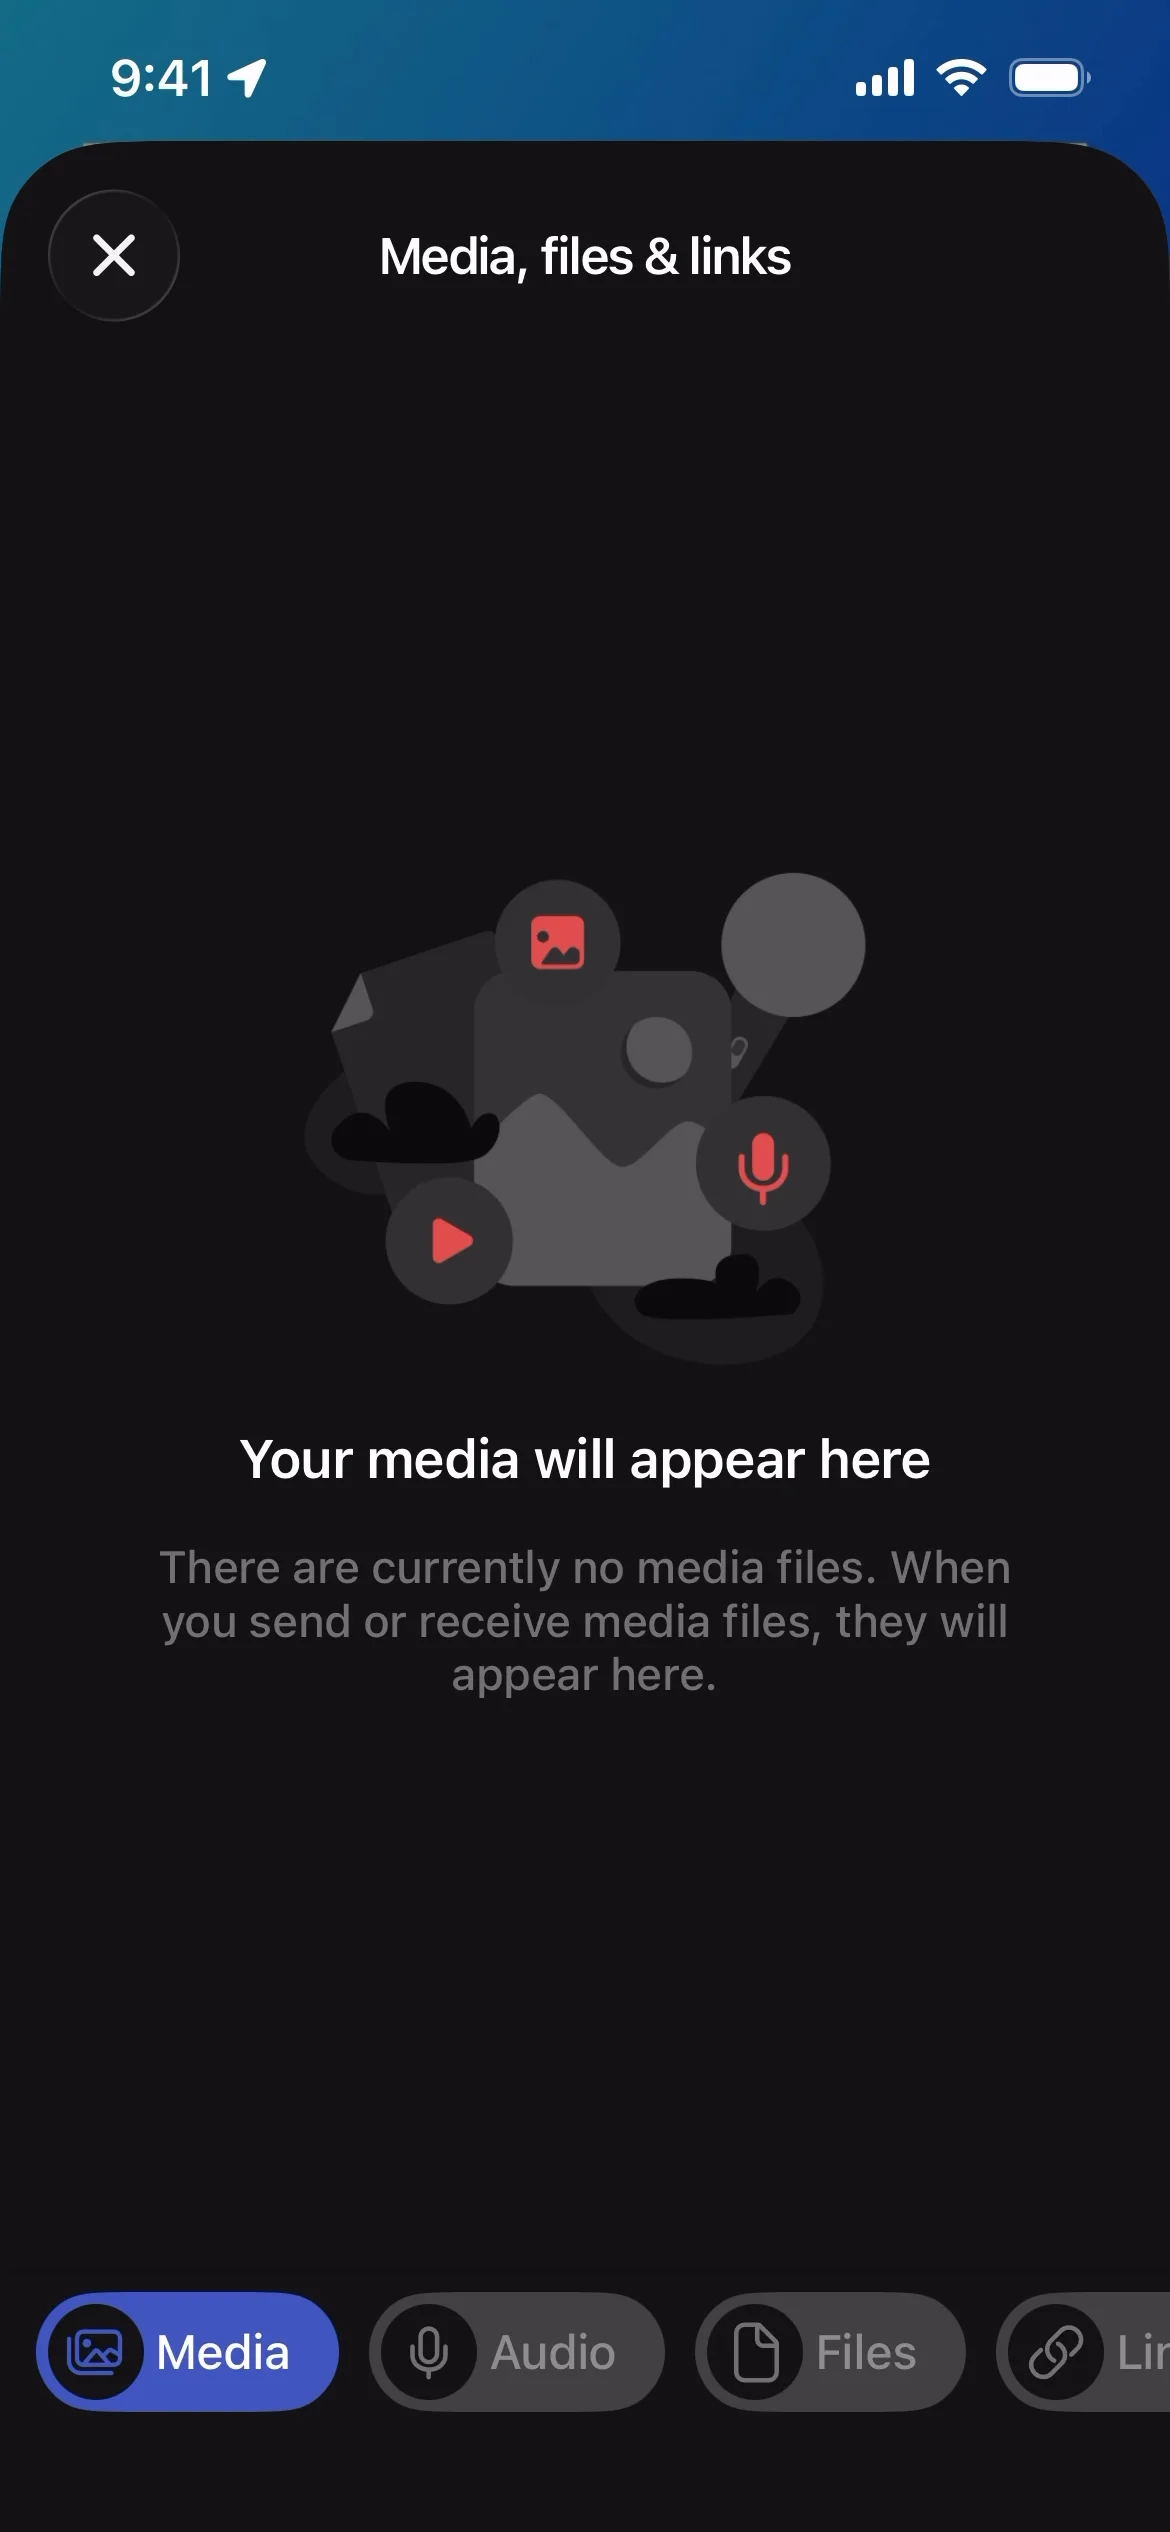 9:41
Media, files & links
Your media will appear here
There are currently no media files. When
you send or receive media files, they will
appear here.
Media
Audio
Files